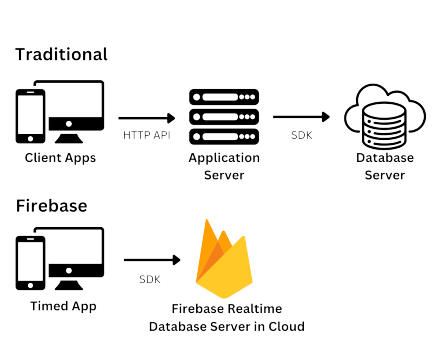 Traditional
HTTP API
SDK
Client Apps
Application
Server
Database
Server
Firebase
SDK
Timed App
Firebase Realtime
Database Server in Cloud